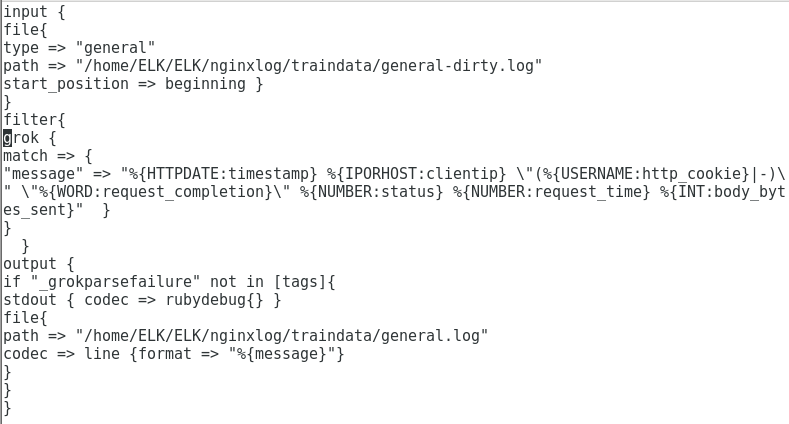 input {
file{
type => "general"
path => "/home/ELK/ELK/nginxlog/traindata/general-dirty.log"
start_position => beginning }
}
filter{
grok {
match => {
"message" => "%{HTTPDATE:timestamp} %{IPORHOST:clientip} \"(%{USERNAME:http_cookie}|-)\
" \"%{WORD:request_completion}\" %{NUMBER:status} %{NUMBER:request_time} %{INT:body_byt
es_sent}"  }
}
  }
output {
if "_grokparsefailure" not in [tags]{
stdout { codec => rubydebug{} }
file{
path => "/home/ELK/ELK/nginxlog/traindata/general.log"
codec => line {format => "%{message}"}
}
}
}